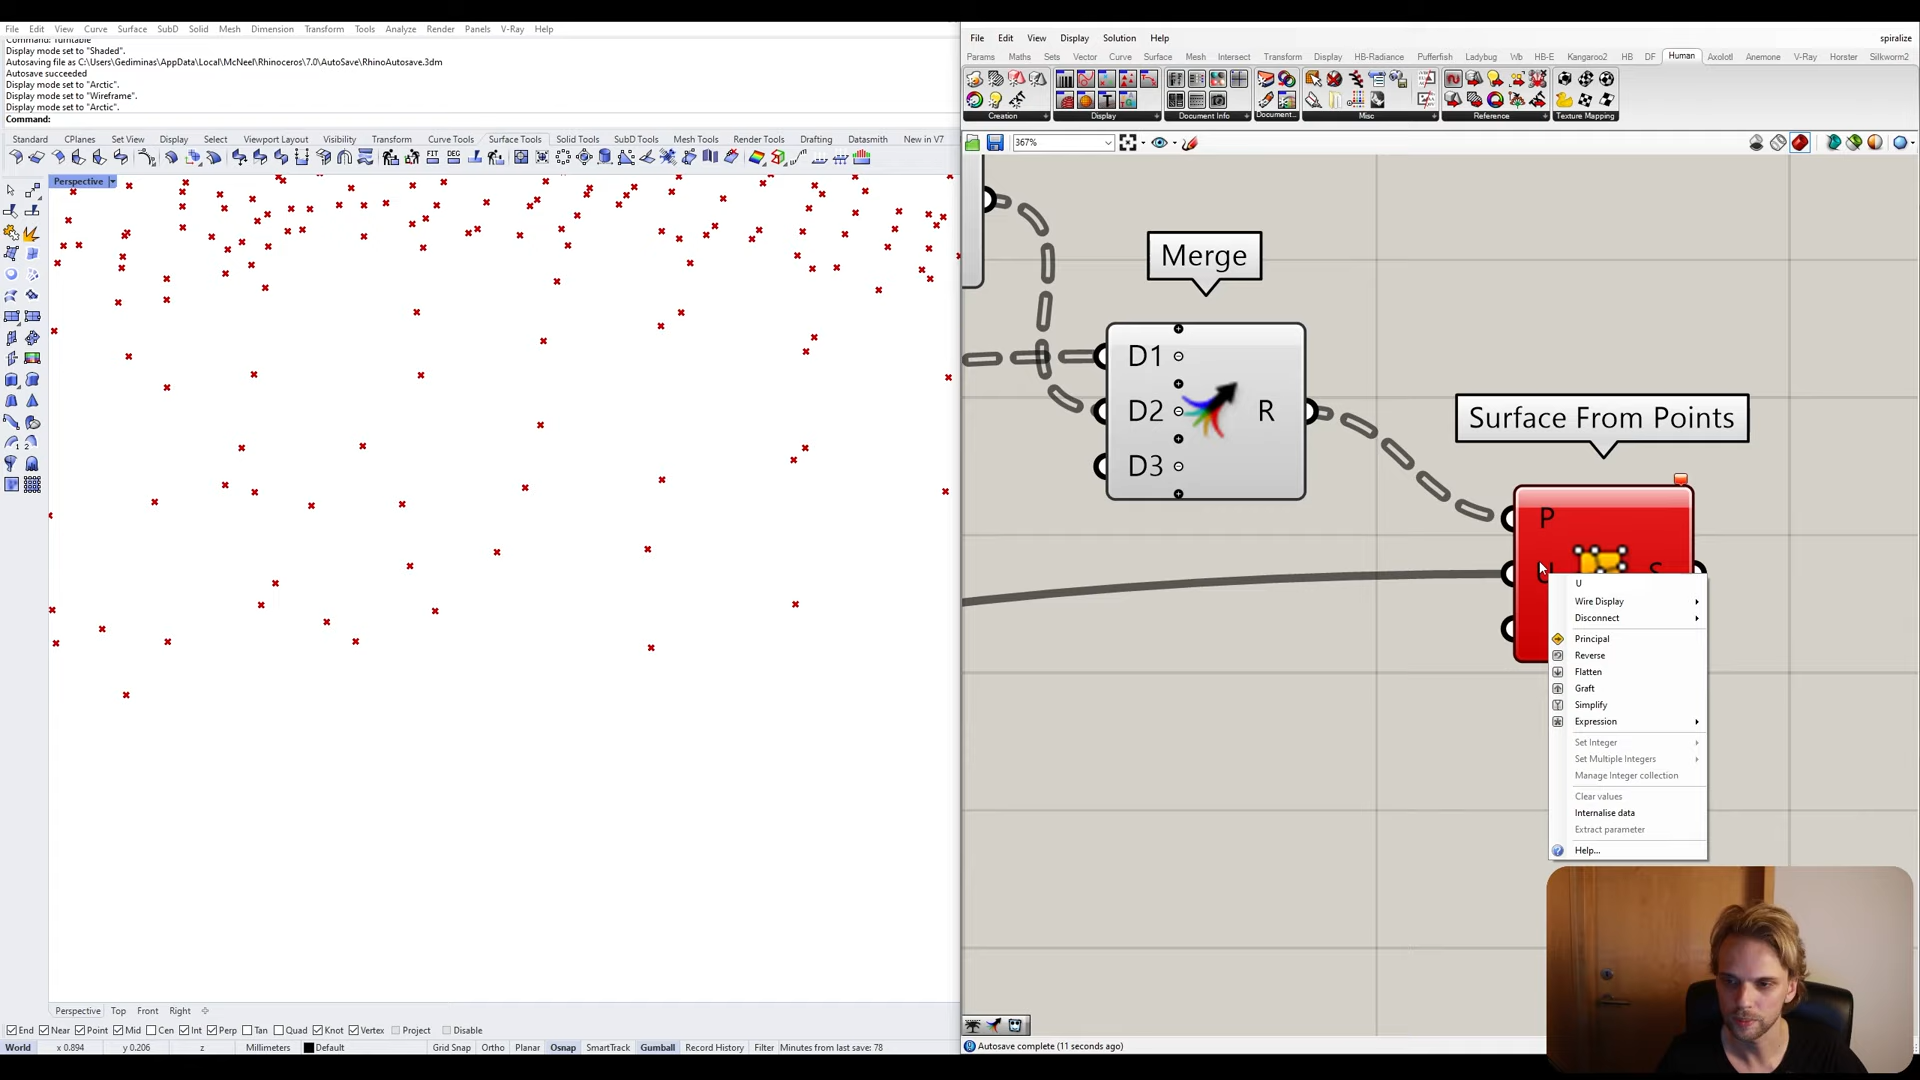 File Edit View Curve Surface SubD Solid Mesh Dimension Transform Tools Analyze Render Panels V-Ray Help
Display mode set to "Shaded".
Autosaving file as C:\Users\Gediminas\AppData\Local\McNeel\Rhinoceros\7.0\AutoSave\RhinoAutosave.3dm
Autosave succeeded
Display mode set to "Arctic".
Display mode set to "Wireframe".
Display mode set to "Arctic".
Command:
Standard CPlanes Set View Display Select Viewport Layout Visibility Transform Curve Tools Surface Tools Solid Tools SubD Tools Mesh Tools Render Tools Drafting Datasmith New in V7
Perspective
Perspective Top Front Right
End Near Point Mid Cen Int Perp Tan Quad Knot Vertex Project Disable
World x 0.894 y 0.206 z Millimeters Default Grid Snap Ortho Planar Osnap SmartTrack Gumball Record History Filter Minutes from last save: 78
File Edit View Display Solution Help spiralize
Params Maths Sets Vector Curve Surface Mesh Intersect Transform Display HB-Radiance Pufferfish Ladybug Wb HB-E Kangaroo2 HB DF Human Axolotl Anemone V-Ray Horster Silkworm2
Creation Display Document Info Document... Misc Reference Texture Mapping
367%
Merge
D1
D2 R
D3
Surface From Points
P
U
Wire Display
Disconnect
Principal
Reverse
Flatten
Graft
Simplify
Expression
Set Integer
Set Multiple Integers
Manage Integer collection
Clear values
Internalise data
Extract parameter
Help...
Autosave complete (11 seconds ago)